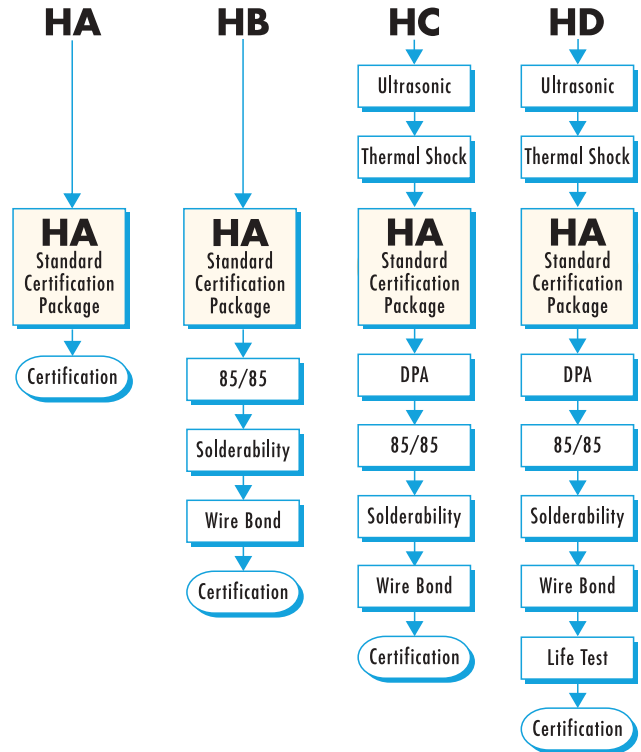 HA
HA
Standard
Certification
Package
Certification
HB
HA
Standard
Certification
Package
85/85
Solderability
Wire Bond
Certification
HC
Ultrasonic
Thermal Shock
HA
Standard
Certification
Package
DPA
85/85
Solderability
Wire Bond
Certification
HD
Ultrasonic
Thermal Shock
HA
Standard
Certification
Package
DPA
85/85
Solderability
Wire Bond
Life Test
Certification